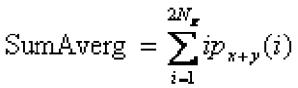 SumAverg = \sum_{i=1}^{2N_g} i p_{x+y}(i)